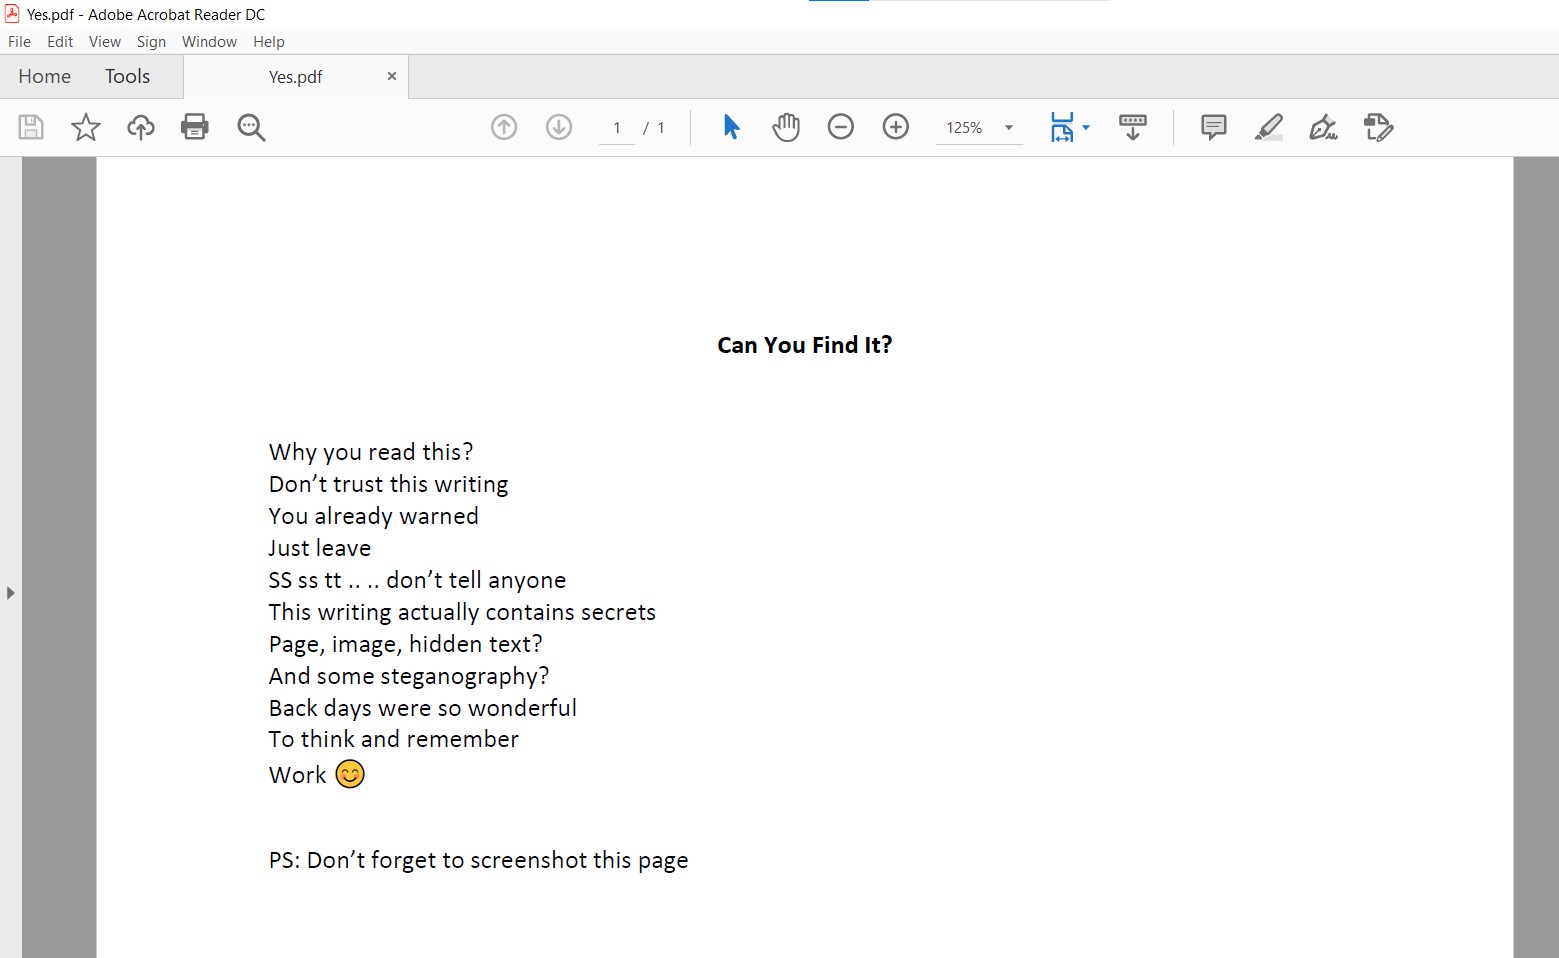 Yes.pdf - Adobe Acrobat Reader DC
File Edit View Sign Window Help
Home Tools Yes.pdf ×
1 / 1 125%
Can You Find It?
Why you read this?
Don’t trust this writing
You already warned
Just leave
SS ss tt .. .. don’t tell anyone
This writing actually contains secrets
Page, image, hidden text?
And some steganography?
Back days were so wonderful
To think and remember
Work 😊
PS: Don’t forget to screenshot this page